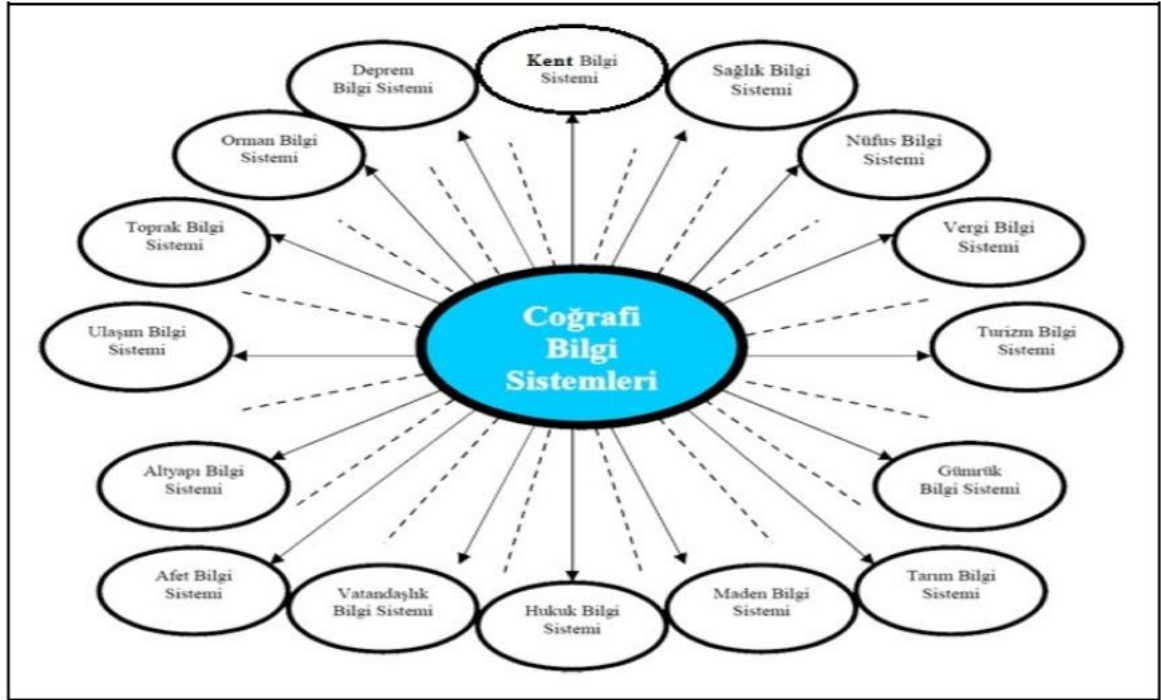 Kent Bilgi
Sistemi
Deprem
Bilgi Sistemi
Sağlık Bilgi
Sistemi
Orman Bilgi
Sistemi
Nüfus Bilgi
Sistemi
Toprak Bilgi
Sistemi
Vergi Bilgi
Sistemi
Coğrafi
Bilgi
Sistemleri
Ulaşım Bilgi
Sistemi
Turizm Bilgi
Sistemi
Altyapı Bilgi
Sistemi
Gümrük
Bilgi Sistemi
Afet Bilgi
Sistemi
Vatandaşlık
Bilgi Sistemi
Hukuk Bilgi
Sistemi
Maden Bilgi
Sistemi
Tarım Bilgi
Sistemi